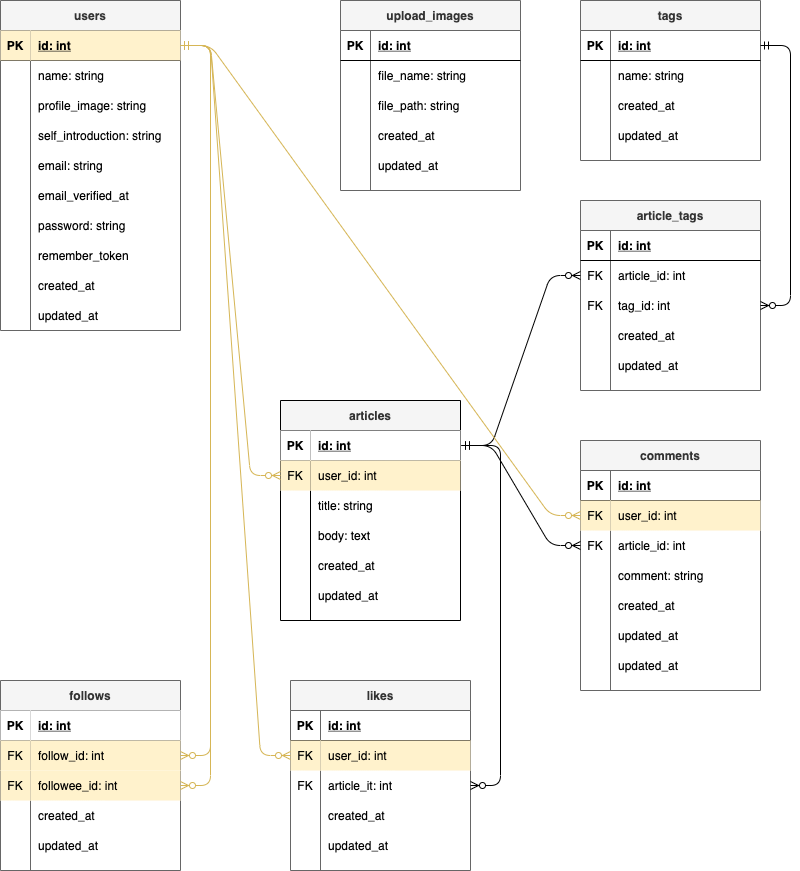 users
PK id: int
name: string
profile_image: string
self_introduction: string
email: string
email_verified_at
password: string
remember_token
created_at
updated_at
upload_images
PK id: int
file_name: string
file_path: string
created_at
updated_at
tags
PK id: int
name: string
created_at
updated_at
article_tags
PK id: int
FK article_id: int
FK tag_id: int
created_at
updated_at
articles
PK id: int
FK user_id: int
title: string
body: text
created_at
updated_at
comments
PK id: int
FK user_id: int
FK article_id: int
comment: string
created_at
updated_at
updated_at
follows
PK id: int
FK follow_id: int
FK followee_id: int
created_at
updated_at
likes
PK id: int
FK user_id: int
FK article_it: int
created_at
updated_at